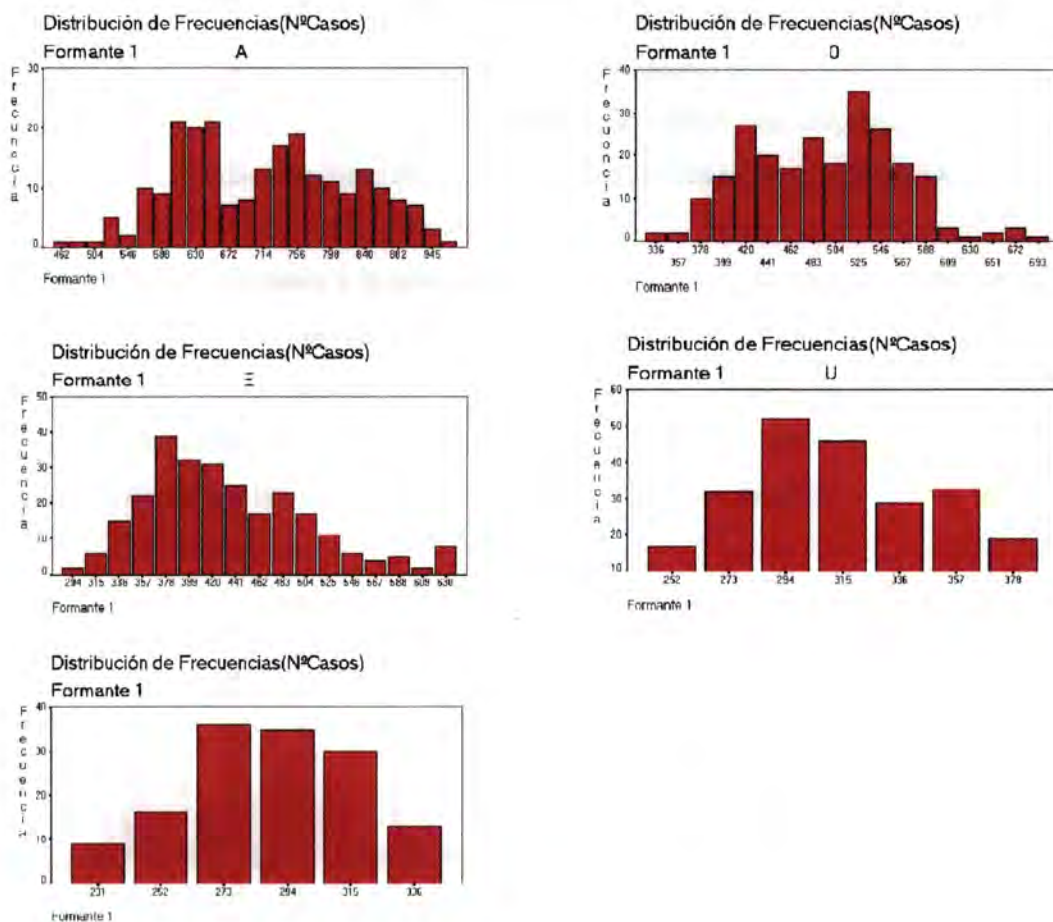 Distribución de Frecuencias(NºCasos)
Formante 1 A
Frecuncia
30
20
10
0
462 504 546 588 630 672 714 756 798 840 882 945
Formante 1
Distribución de Frecuencias(NºCasos)
Formante 1 O
Frecuencia
40
30
20
10
0
336 378 420 462 504 546 588 630 672
357 399 441 483 525 567 609 651 693
Formante 1
Distribución de Frecuencias(NºCasos)
Formante 1 E
Frecuencia
50
40
30
20
10
0
294 315 336 357 378 399 420 441 462 483 504 525 546 567 588 609 630
Formante 1
Distribución de Frecuencias(NºCasos)
Formante 1 U
Frecuencia
60
50
40
30
20
10
252 273 294 315 336 357 378
Formante 1
Distribución de Frecuencias(NºCasos)
Formante 1
Frecuencia
40
30
20
10
0
231 252 273 294 315 336
Formante 1